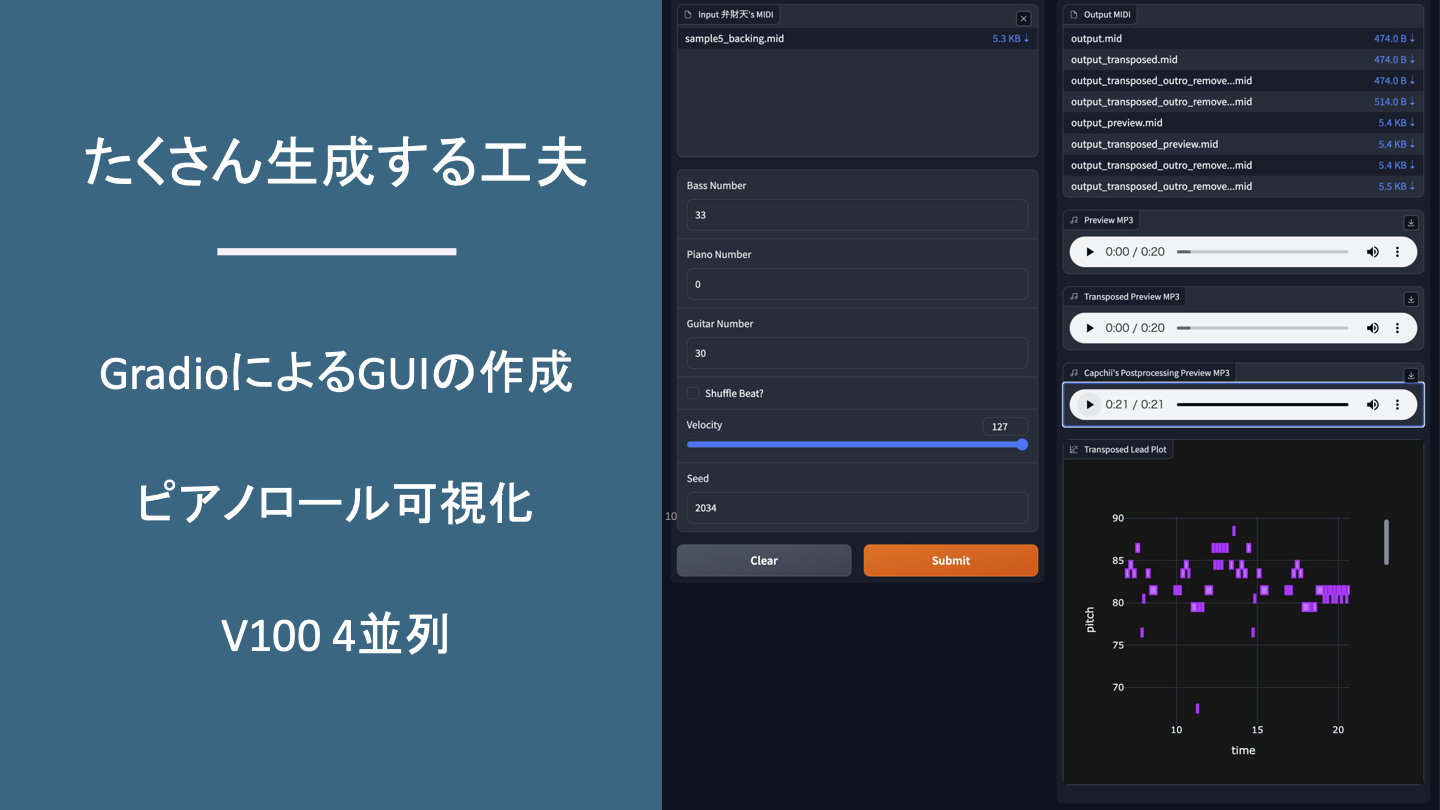 たくさん生成する工夫
GradioによるGUIの作成
ピアノロール可視化
V100 4並列
10
Input 弁財天's MIDI
sample5_backing.mid 5.3 KB ↓
Bass Number
33
Piano Number
0
Guitar Number
30
Shuffle Beat?
Velocity 127
Seed
2034
Clear Submit
Output MIDI
output.mid 474.0 B ↓
output_transposed.mid 474.0 B ↓
output_transposed_outro_remove...mid 474.0 B ↓
output_transposed_outro_remove...mid 514.0 B ↓
output_preview.mid 5.4 KB ↓
output_transposed_preview.mid 5.4 KB ↓
output_transposed_outro_remove...mid 5.4 KB ↓
output_transposed_outro_remove...mid 5.5 KB ↓
Preview MP3
0:00 / 0:20
Transposed Preview MP3
0:00 / 0:20
Capchii's Postprocessing Preview MP3
0:21 / 0:21
Transposed Lead Plot
90
85
80
75
70
pitch
10 15 20
time